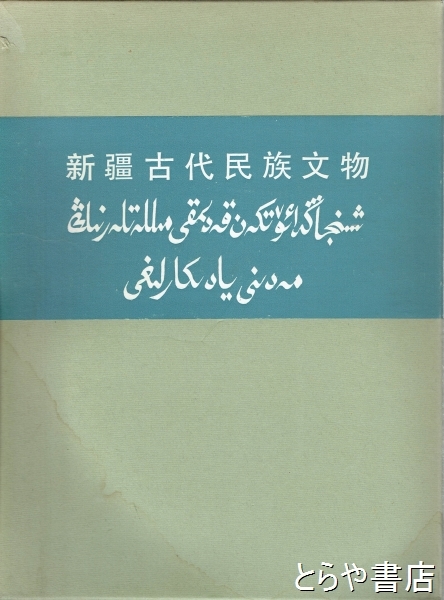 新疆古代民族文物
شىنجاڭدا ئۆتكەن قەدىمقى مىللەتلەرنىڭ
مەدەنىي يادىكارلىغى
とらや書店